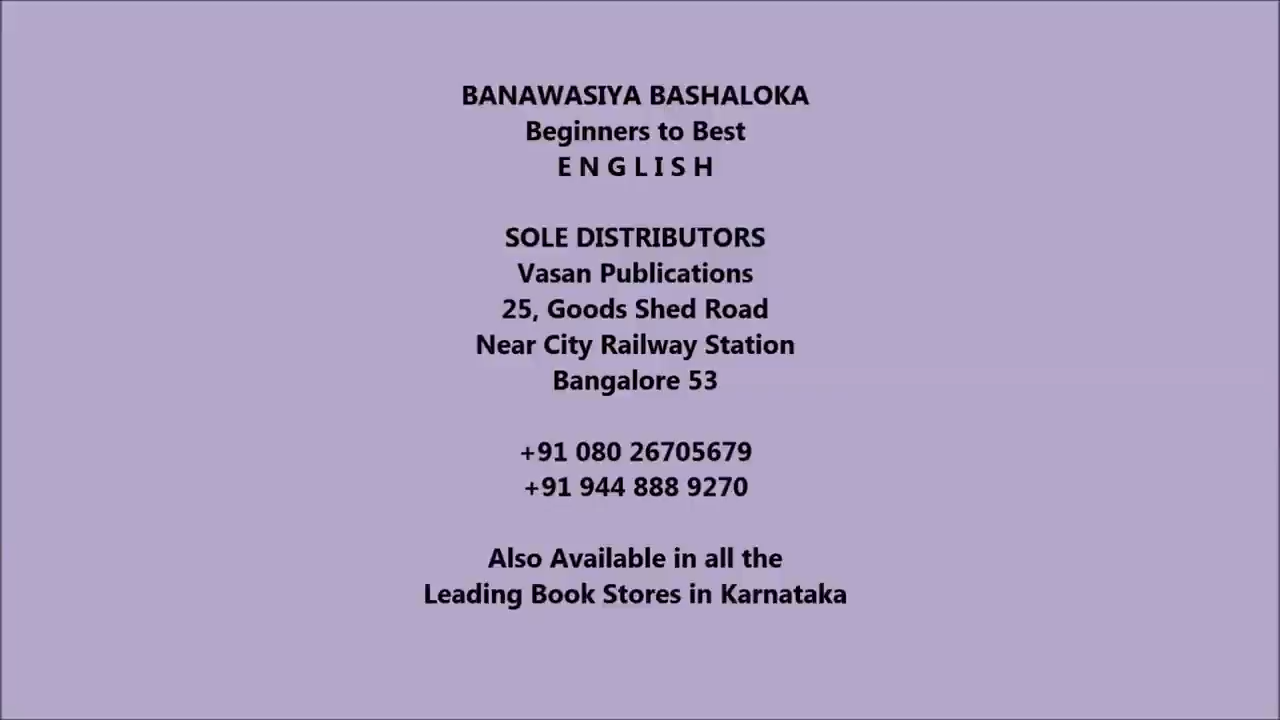 BANAWASIYA BASHALOKA
Beginners to Best
E N G L I S H
SOLE DISTRIBUTORS
Vasan Publications
25, Goods Shed Road
Near City Railway Station
Bangalore 53
+91 080 26705679
+91 944 888 9270
Also Available in all the
Leading Book Stores in Karnataka